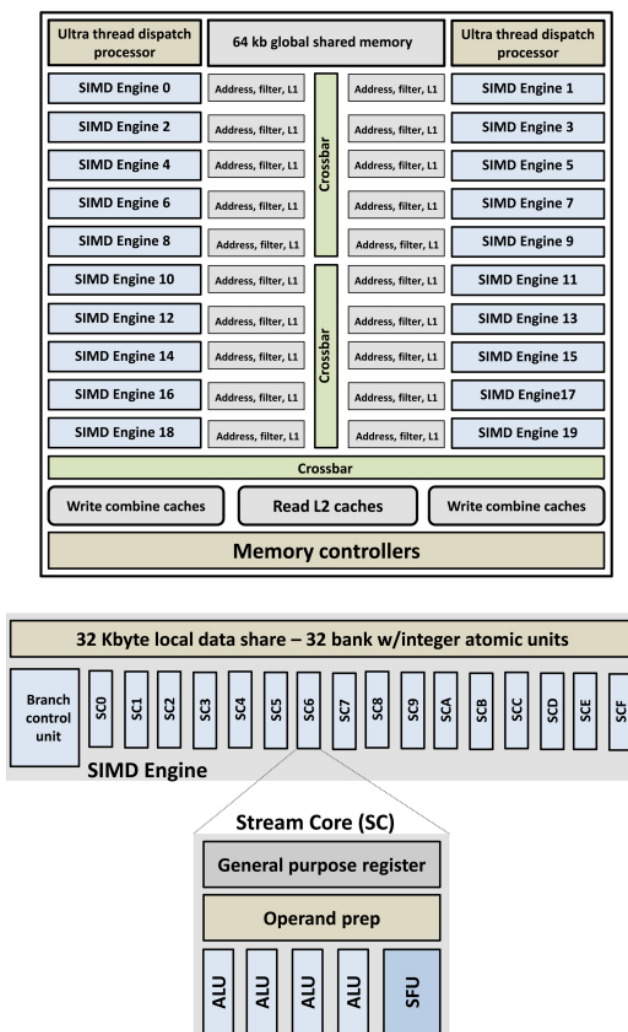 Ultra thread dispatch
processor
64 kb global shared memory
Ultra thread dispatch
processor
SIMD Engine 0
Address, filter, L1
Address, filter, L1
SIMD Engine 1
SIMD Engine 2
Address, filter, L1
Address, filter, L1
SIMD Engine 3
SIMD Engine 4
Address, filter, L1
Address, filter, L1
SIMD Engine 5
SIMD Engine 6
Address, filter, L1
Address, filter, L1
SIMD Engine 7
SIMD Engine 8
Address, filter, L1
Address, filter, L1
SIMD Engine 9
Crossbar
SIMD Engine 10
Address, filter, L1
Address, filter, L1
SIMD Engine 11
SIMD Engine 12
Address, filter, L1
Address, filter, L1
SIMD Engine 13
SIMD Engine 14
Address, filter, L1
Address, filter, L1
SIMD Engine 15
SIMD Engine 16
Address, filter, L1
Address, filter, L1
SIMD Engine17
SIMD Engine 18
Address, filter, L1
Address, filter, L1
SIMD Engine 19
Crossbar
Crossbar
Write combine caches
Read L2 caches
Write combine caches
Memory controllers
32 Kbyte local data share – 32 bank w/integer atomic units
Branch
control
unit
SC0
SC1
SC2
SC3
SC4
SC5
SC6
SC7
SC8
SC9
SCA
SCB
SCC
SCD
SCE
SCF
SIMD Engine
Stream Core (SC)
General purpose register
Operand prep
ALU
ALU
ALU
ALU
SFU